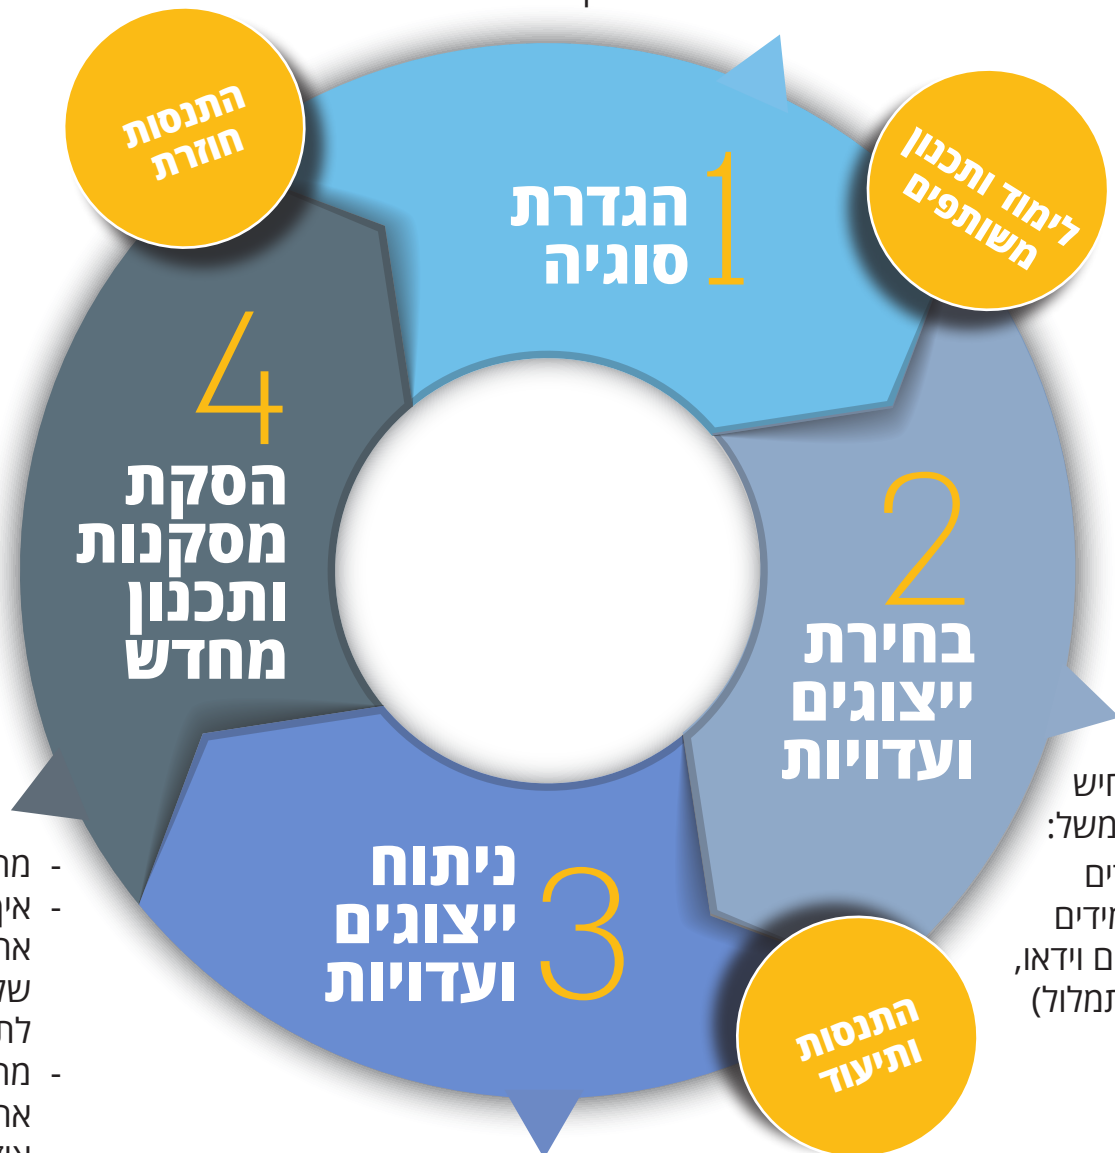 התנסות
חוזרת
לימוד ותכנון
משותפים
1
הגדרת
סוגיה
2
בחירת
ייצוגים
ועדויות
3
ניתוח
ייצוגים
ועדויות
4
הסקת
מסקנות
ותכנון
מחדש
התנסות
ותיעוד
משל:
וידאו,
תמלול)
-
-
-